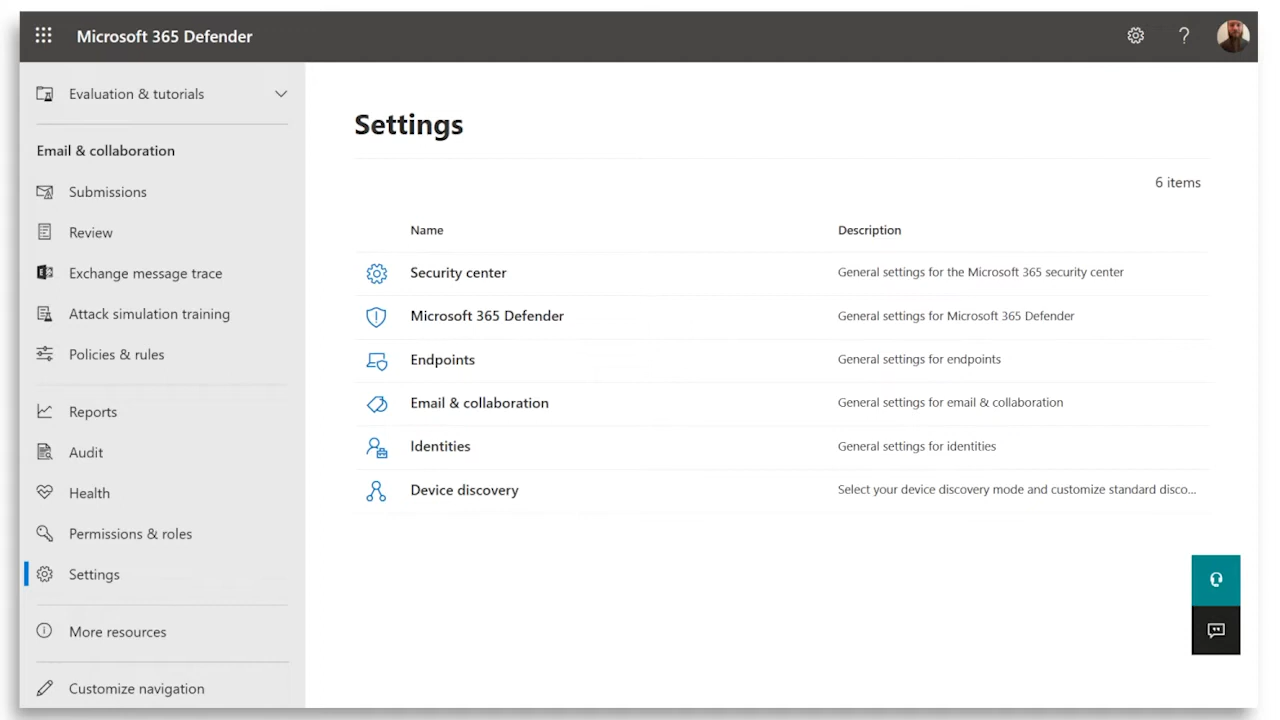 Microsoft 365 Defender
?
Evaluation & tutorials
Email & collaboration
Submissions
Review
Exchange message trace
Attack simulation training
Policies & rules
Reports
Audit
Health
Permissions & roles
Settings
More resources
Customize navigation
Settings
6 items
Name Description
Security center General settings for the Microsoft 365 security center
Microsoft 365 Defender General settings for Microsoft 365 Defender
Endpoints General settings for endpoints
Email & collaboration General settings for email & collaboration
Identities General settings for identities
Device discovery Select your device discovery mode and customize standard disco...